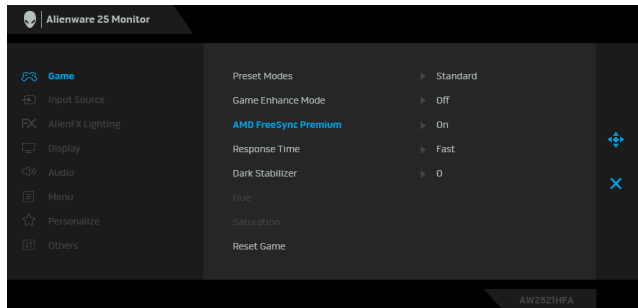 Alienware 25 Monitor
Game
Input Source
AlienFX Lighting
Display
Audio
Menu
Personalize
Others
Preset Modes Standard
Game Enhance Mode Off
AMD FreeSync Premium On
Response Time Fast
Dark Stabilizer 0
Hue
Saturation
Reset Game
AW2521HFA